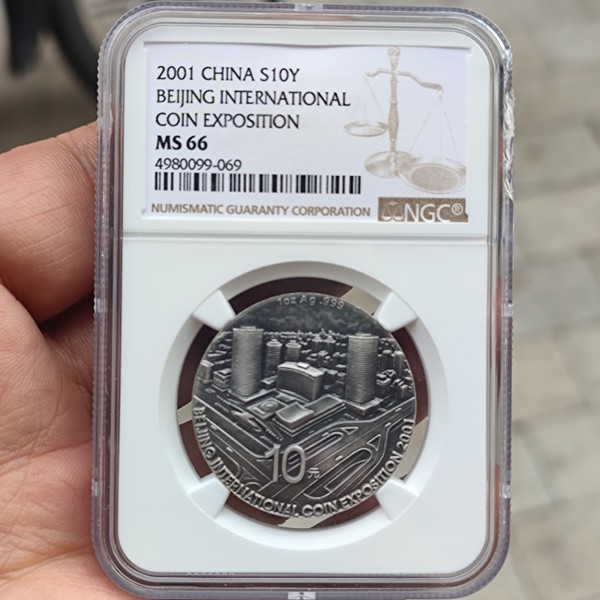 2001 CHINA S10Y
BEIJING INTERNATIONAL
COIN EXPOSITION
MS 66
4980099-069
NUMISMATIC GUARANTY CORPORATION
NGC®
1oz Ag .999
10元
BEIJING INTERNATIONAL COIN EXPOSITION 2001